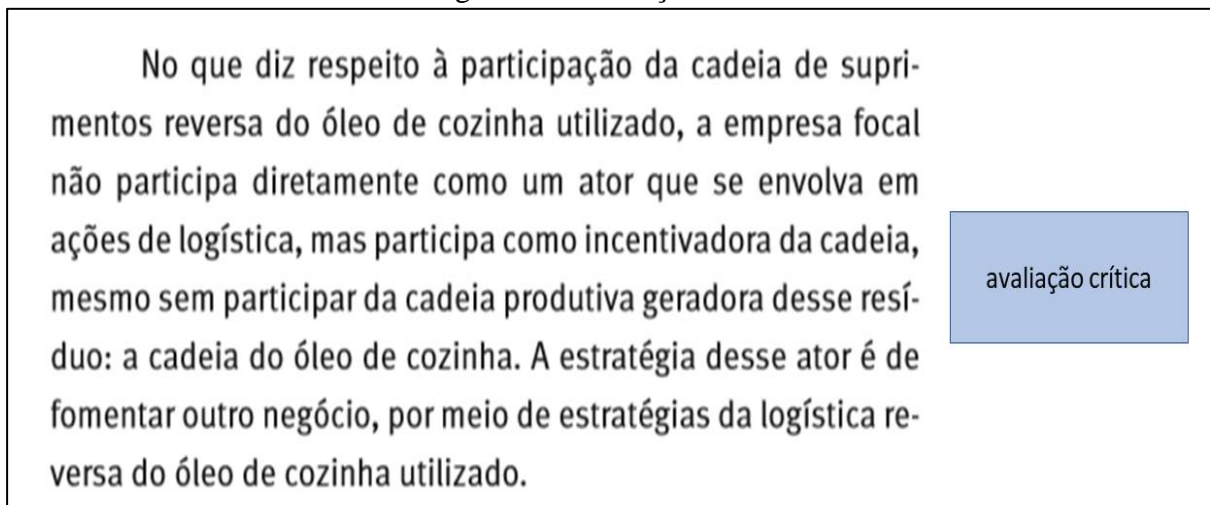 No que diz respeito à participação da cadeia de supri-
mentos reversa do óleo de cozinha utilizado, a empresa focal
não participa diretamente como um ator que se envolva em
ações de logística, mas participa como incentivadora da cadeia,
mesmo sem participar da cadeia produtiva geradora desse resí-
duo: a cadeia do óleo de cozinha. A estratégia desse ator é de
fomentar outro negócio, por meio de estratégias da logística re-
versa do óleo de cozinha utilizado.
avaliação crítica